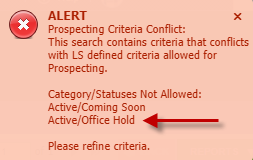 ALERT
Prospecting Criteria Conflict:
This search contains criteria that conflicts
with LS defined criteria allowed for
Prospecting.
Category/Statuses Not Allowed:
Active/Coming Soon
Active/Office Hold
Please refine criteria.